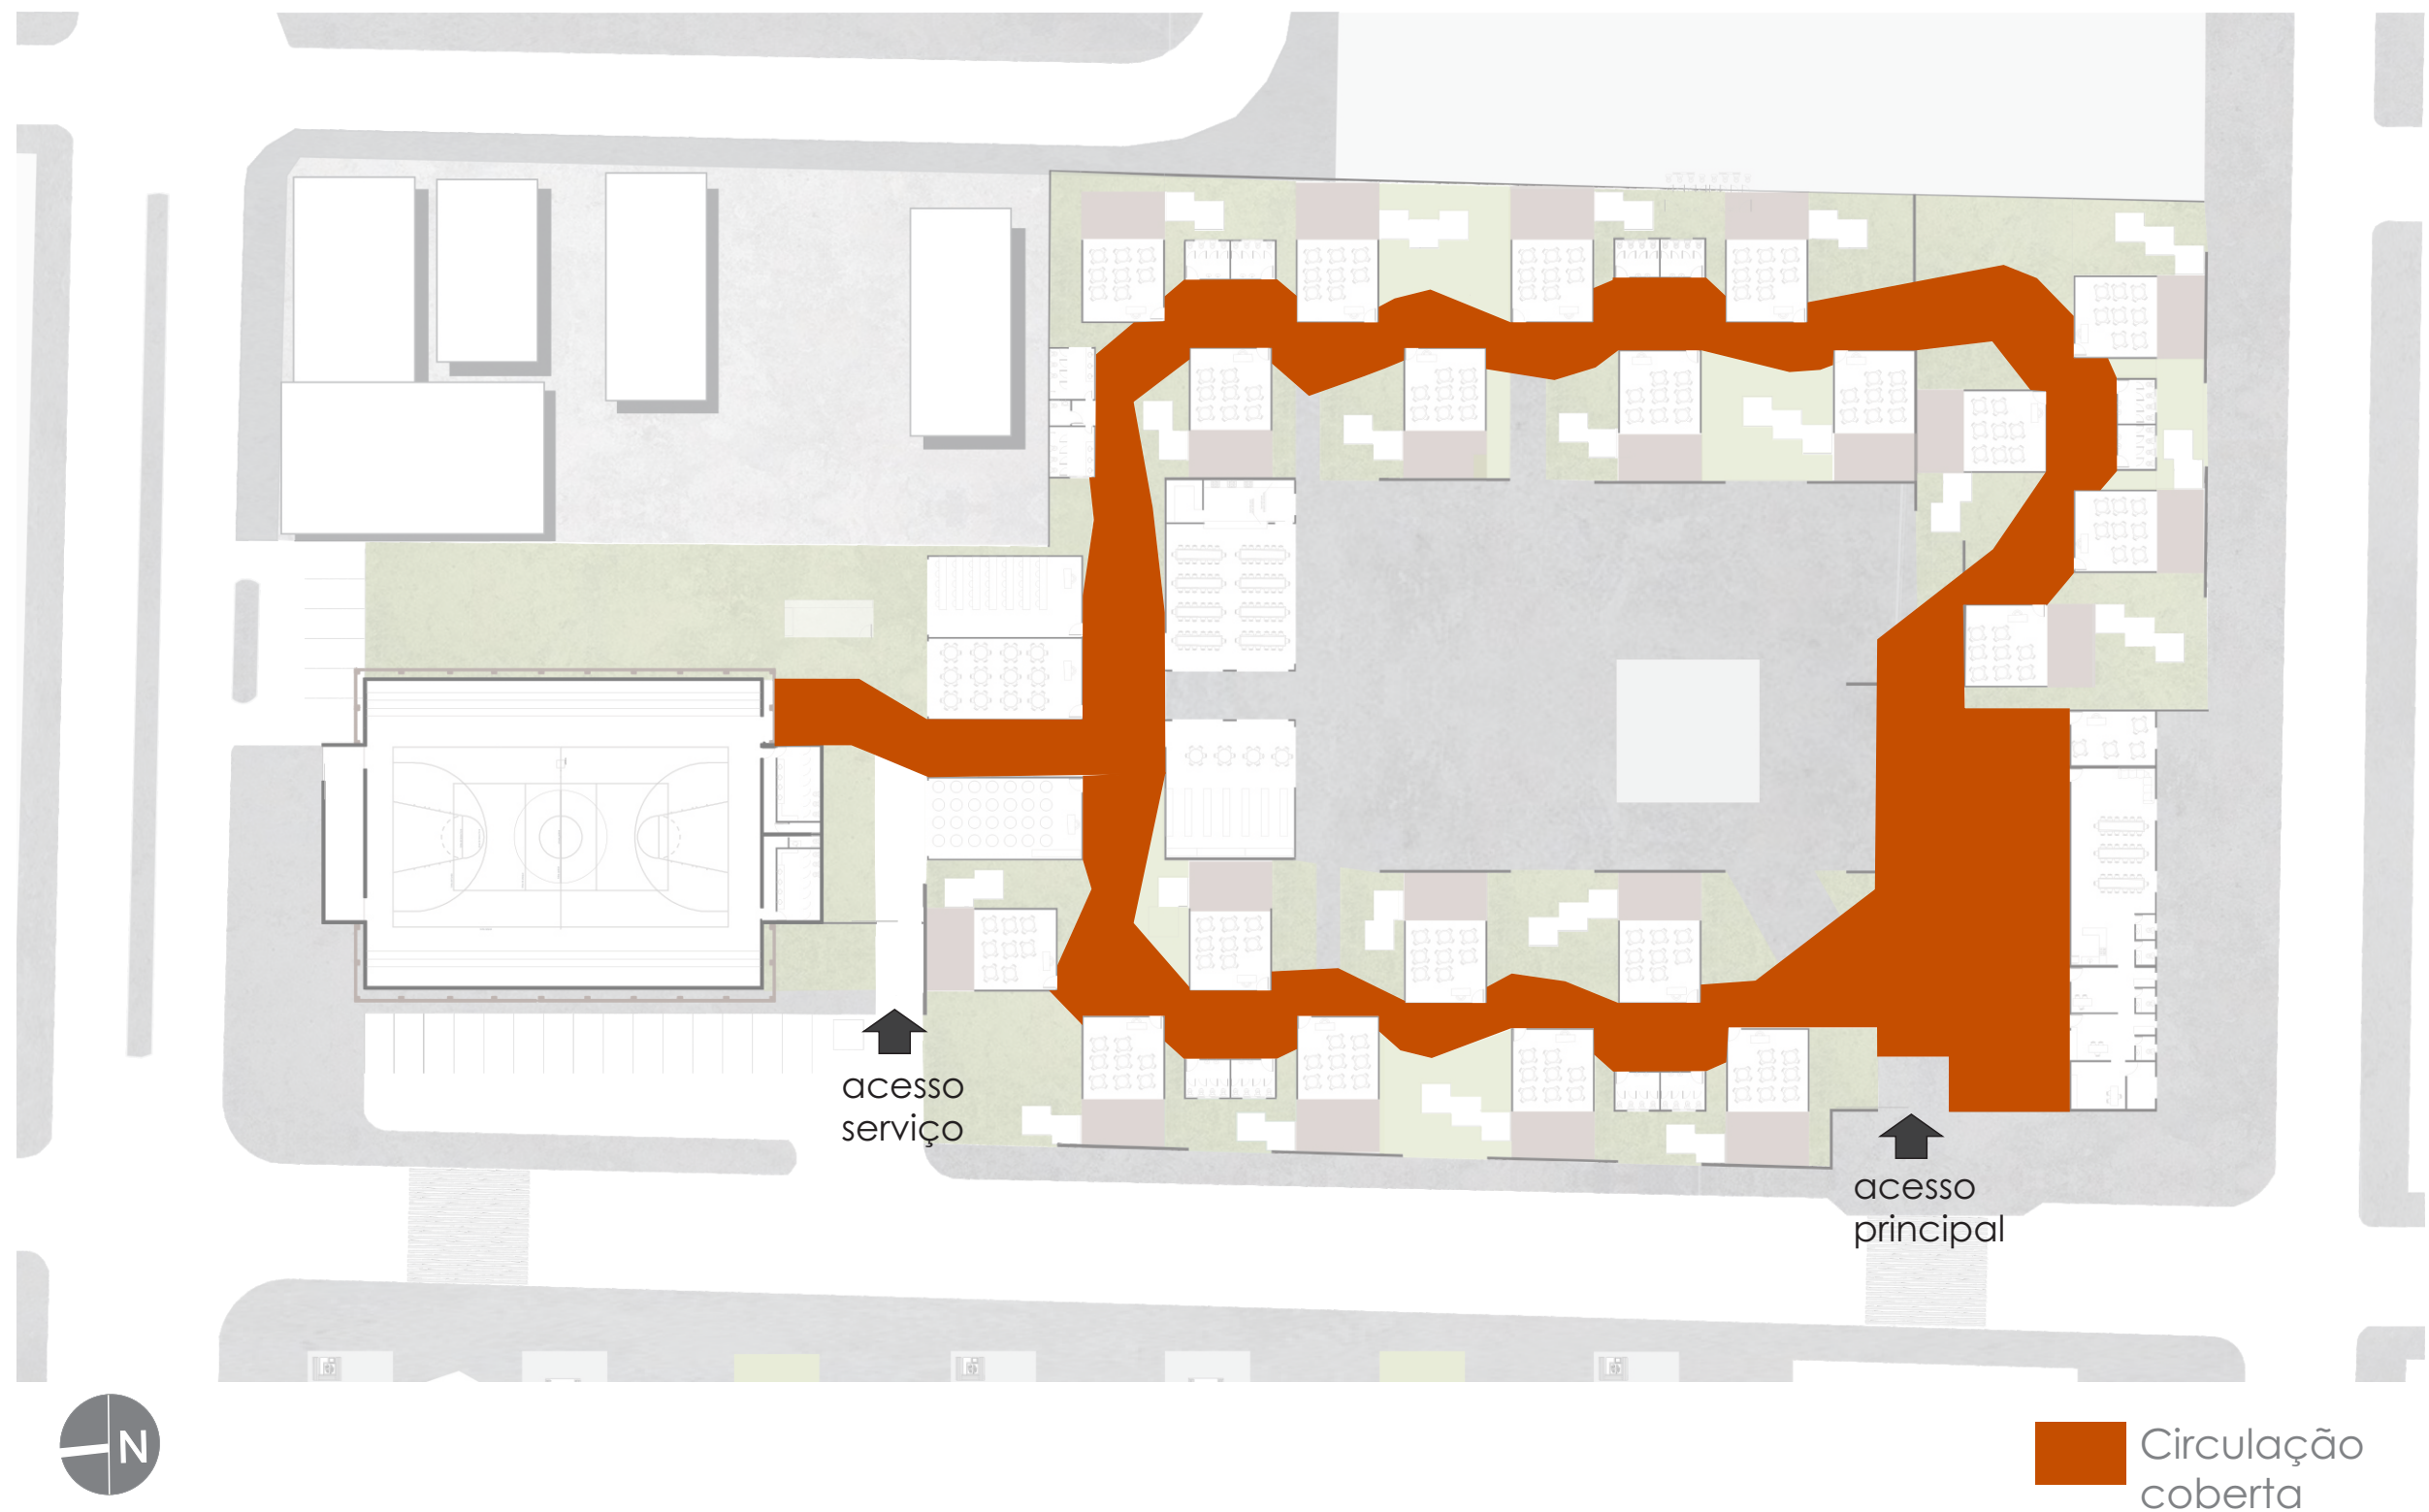 acesso
serviço
acesso
principal
N
Circulação
coberta